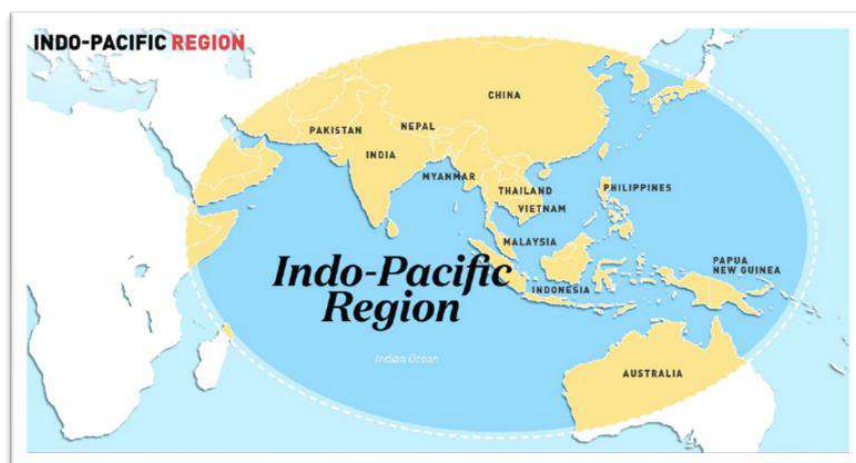 INDO-PACIFIC REGION
CHINA
PAKISTAN
NEPAL
INDIA
MYANMAR
THAILAND
PHILIPPINES
VIETNAM
MALAYSIA
Indo-Pacific
Region
PAPUA
NEW GUINEA
INDONESIA
Indian Ocean
AUSTRALIA